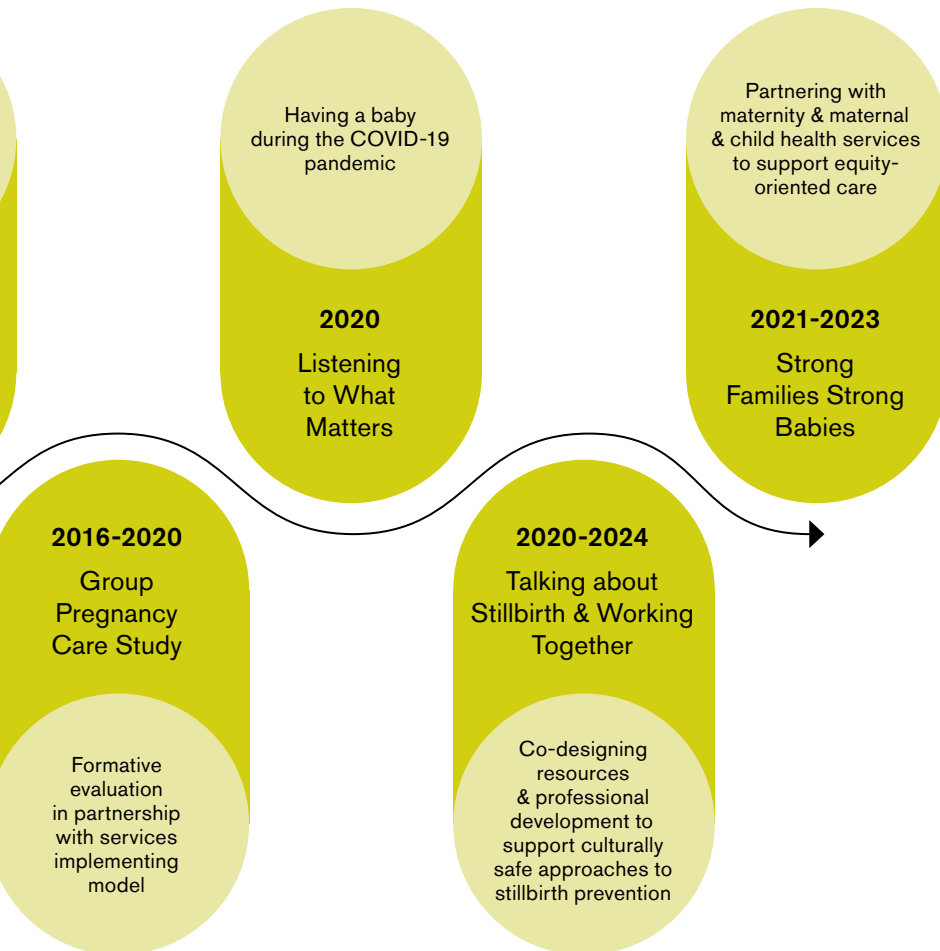 Having a baby
during the COVID-19
pandemic
2020
Listening
to What
Matters
Partnering with
maternity & maternal
& child health services
to support equity-
oriented care
2021-2023
Strong
Families Strong
Babies
2016-2020
Group
Pregnancy
Care Study
Formative
evaluation
in partnership
with services
implementing
model
2020-2024
Talking about
Stillbirth & Working
Together
Co-designing
resources
& professional
development to
support culturally
safe approaches to
stillbirth prevention